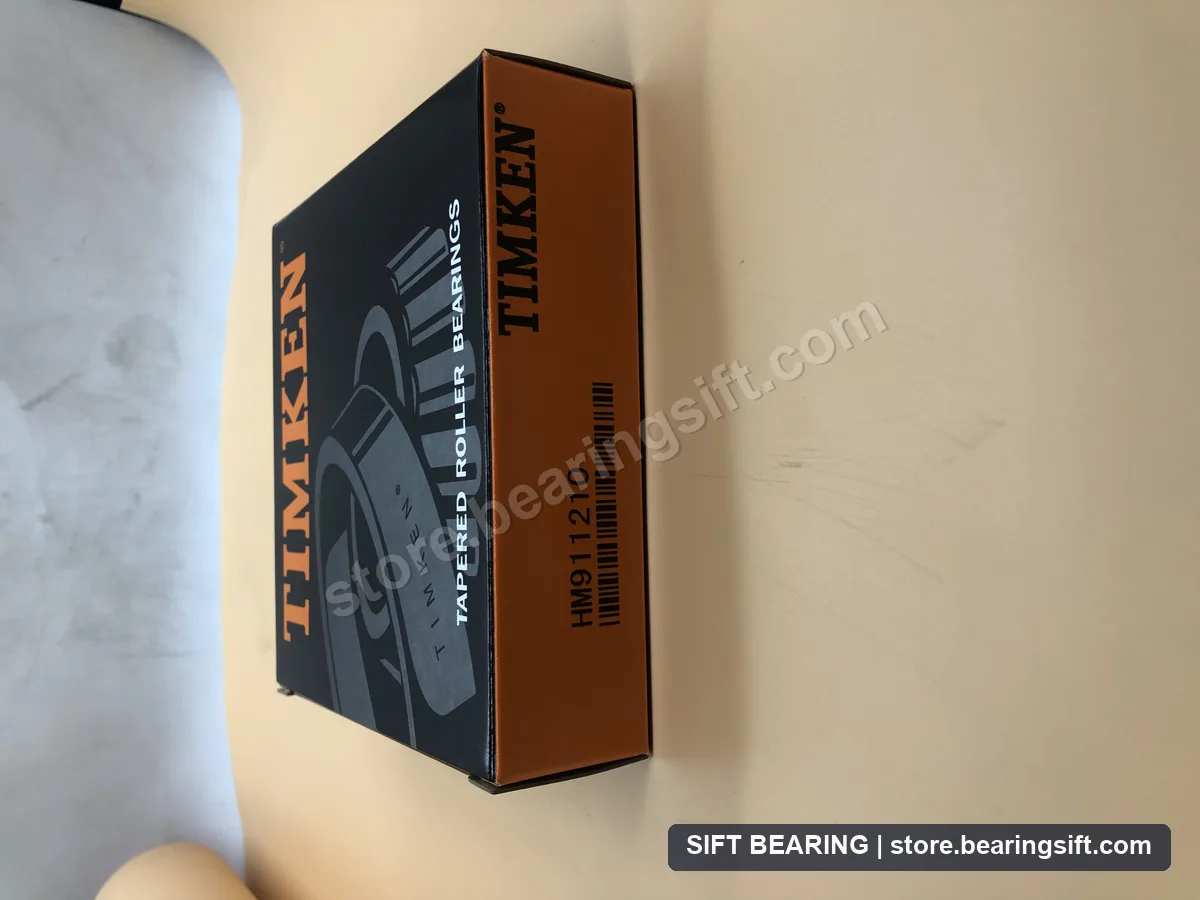 TIMKEN®
TAPERED ROLLER BEARINGS
TIMKEN®
TIMKEN®
HM911210
store.bearingsift.com
SIFT BEARING | store.bearingsift.com